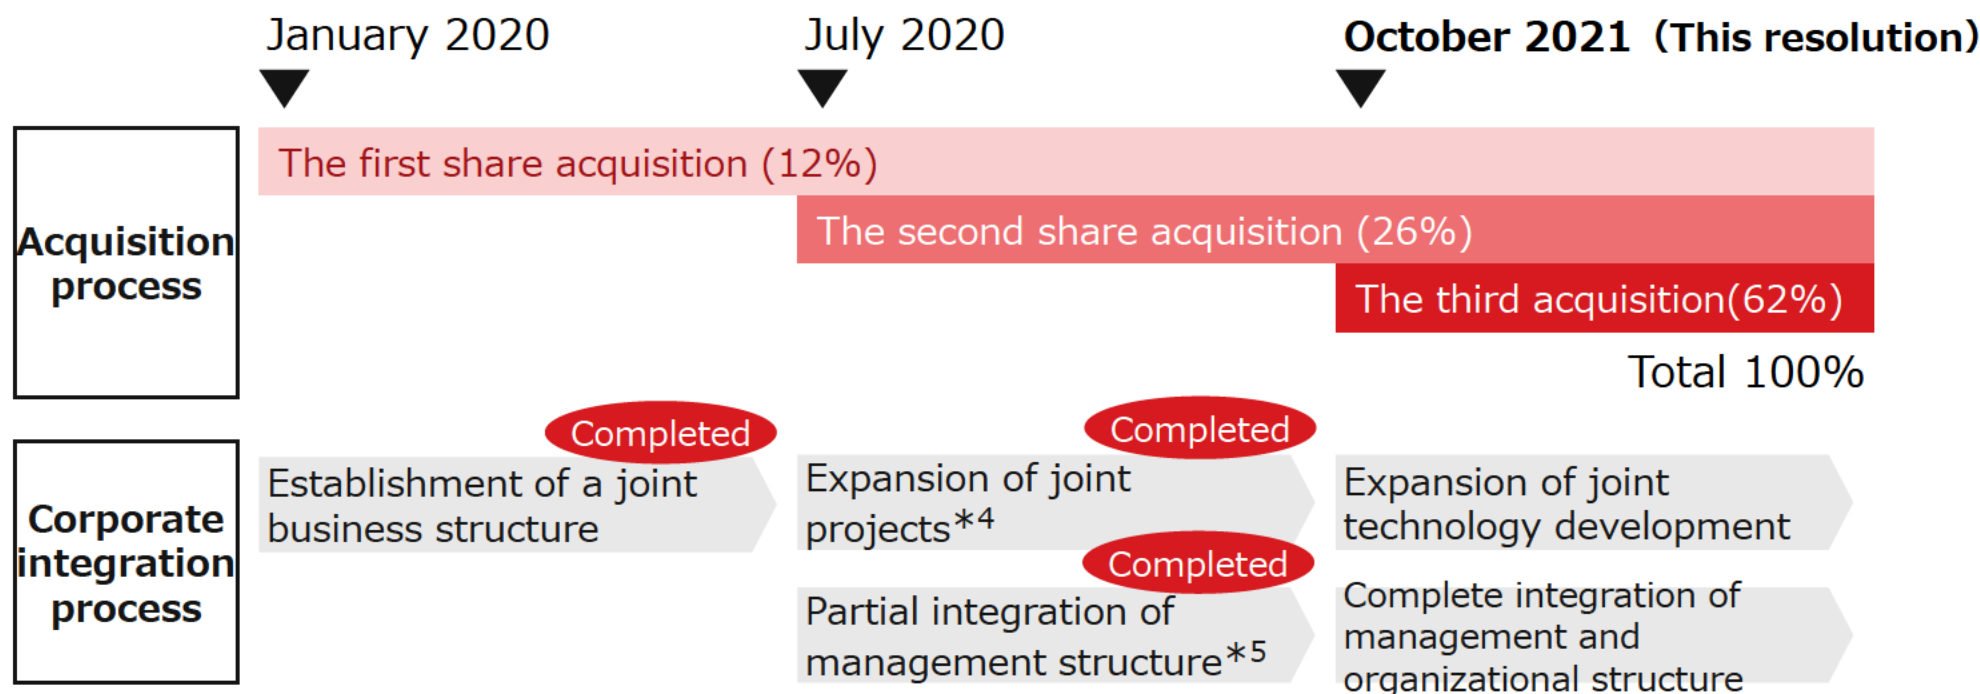 January 2020
July 2020
October 2021 (This resolution)
Acquisition
process
The first share acquisition (12%)
The second share acquisition (26%)
The third acquisition(62%)
Total 100%
Corporate
integration
process
Completed
Establishment of a joint
business structure
Completed
Expansion of joint
projects*4
Completed
Partial integration of
management structure*5
Expansion of joint
technology development
Complete integration of
management and
organizational structure